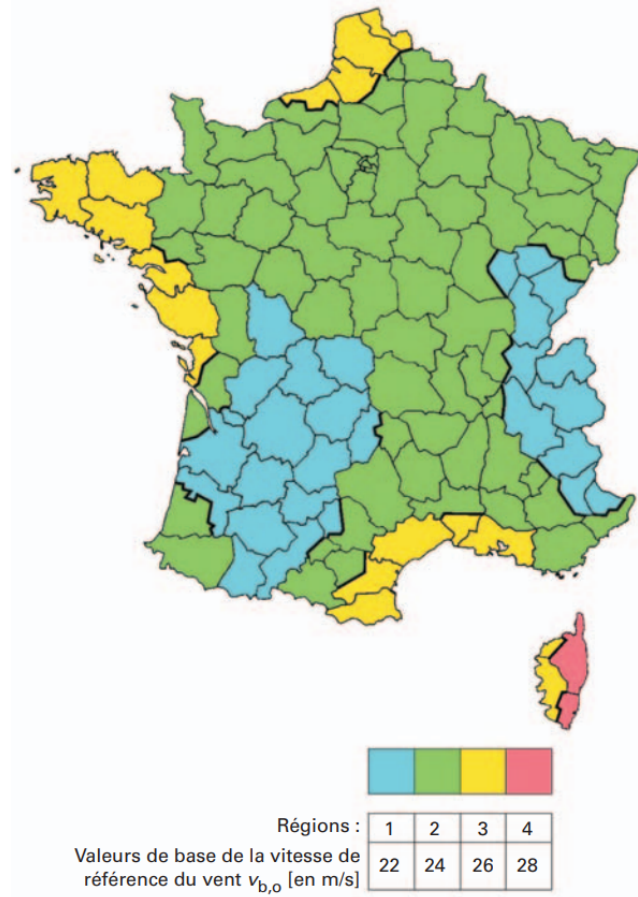 Régions : 1 2 3 4
Valeurs de base de la vitesse de
référence du vent vb,o [en m/s] 22 24 26 28